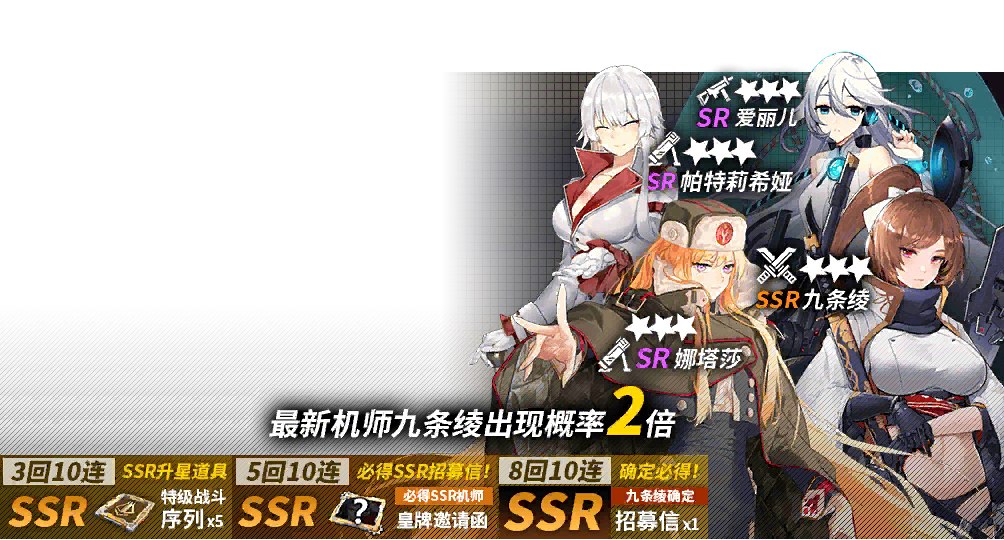 SR 爱丽儿
SR 帕特莉希娅
SSR 九条绫
SR 娜塔莎
最新机师九条绫出现概率2倍
3回10连 SSR升星道具
SSR 特级战斗序列x5
5回10连 必得SSR招募信!
SSR ? 必得SSR机师
皇牌邀请函
8回10连 确定必得!
SSR 九条绫确定
招募信x1